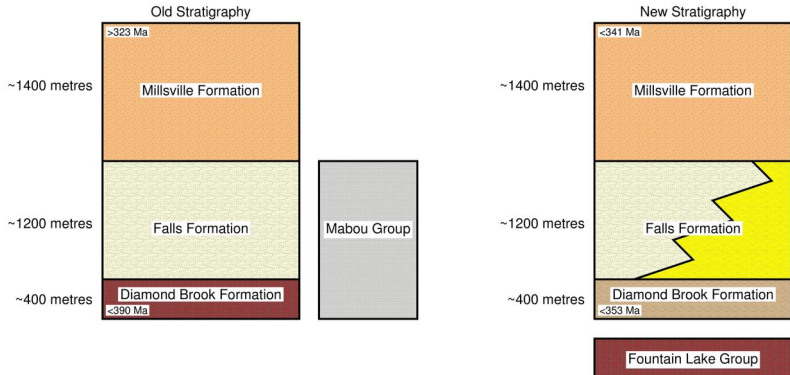 Old Stratigraphy
>323 Ma
~1400 metres
Millsville Formation
~1200 metres
Falls Formation
Mabou Group
~400 metres
Diamond Brook Formation
<390 Ma
New Stratigraphy
<341 Ma
~1400 metres
Millsville Formation
~1200 metres
Falls Formation
~400 metres
Diamond Brook Formation
<353 Ma
Fountain Lake Group